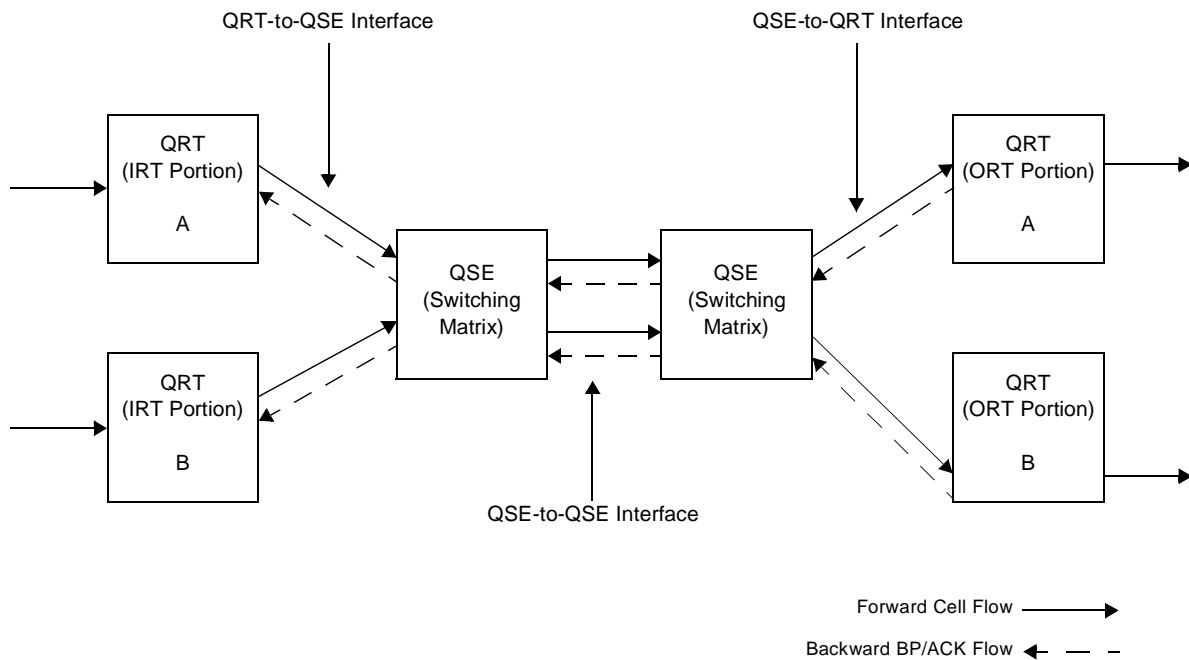 QRT-to-QSE Interface
QSE-to-QRT Interface
QRT
(IRT Portion)
A
QRT
(ORT Portion)
A
QSE
(Switching
Matrix)
QSE
(Switching
Matrix)
QRT
(IRT Portion)
B
QRT
(ORT Portion)
B
QSE-to-QSE Interface
Forward Cell Flow
Backward BP/ACK Flow